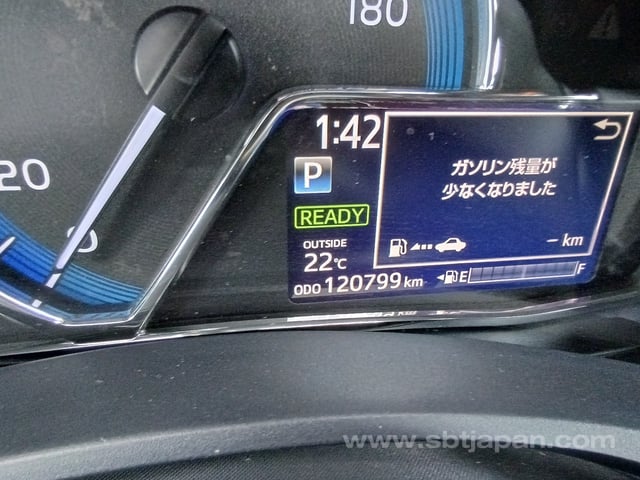 180
20
0
1:42
P
READY
OUTSIDE
22℃
ODO 120799 km
ガソリン残量が
少なくなりました
– km
E F
www.sbtjapan.com